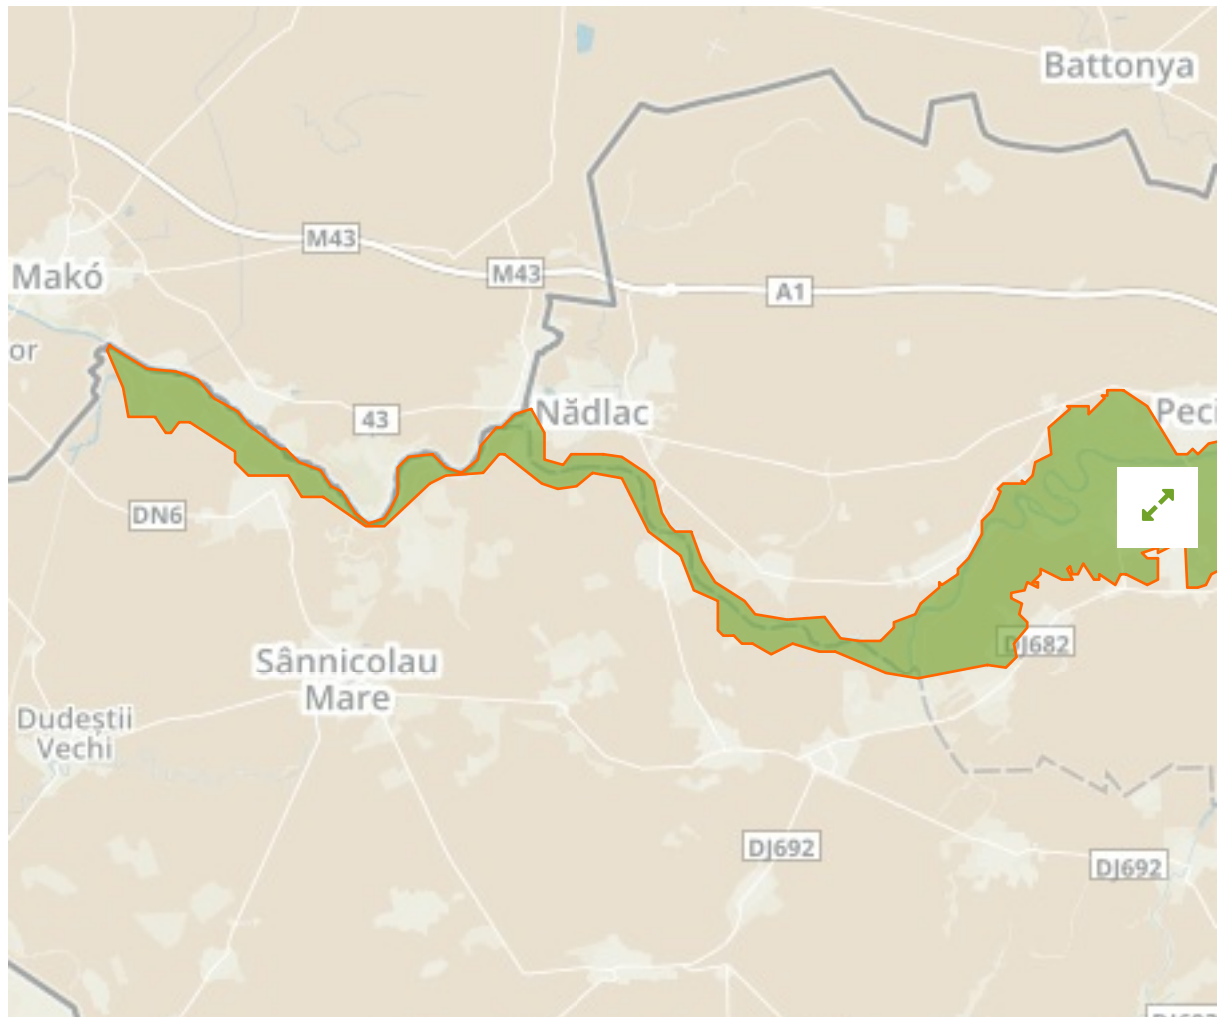 Battonya
M43
Makó
M43
A1
or
43
Nădlac
Peci
DN6
DJ682
Sânnicolau
Mare
Dudeștii
Vechi
DJ692
DJ692